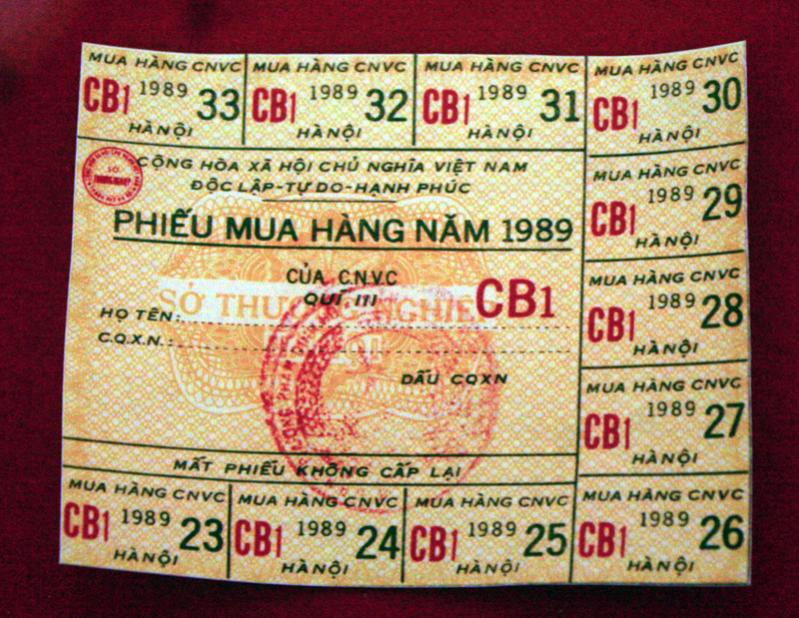 MUA HÀNG CNVC
CB1 1989 33
HÀNỘI
MUA HÀNG CNVC
CB1 1989 32
HÀNỘI
MUA HÀNG CNVC
CB1 1989 31
HÀNỘI
MUA HÀNG CNVC
CB1 1989 30
HÀNỘI
CỘNG HÒA XÃ HỘI CHỦ NGHĨA VIỆT NAM
ĐỘC LẬP-TỰ DO-HẠNH PHÚC
PHIẾU MUA HÀNG NĂM 1989
CỦA C.N.V.C
QUÍ III
CB1
SỞ THƯƠNG NGHIỆP
HỌ TÊN:
C.Q.X.N.:
DẤU CQXN
MẤT PHIẾU KHÔNG CẤP LẠI
MUA HÀNG CNVC
CB1 1989 29
HÀNỘI
MUA HÀNG CNVC
CB1 1989 28
HÀNỘI
MUA HÀNG CNVC
CB1 1989 27
HÀNỘI
MUA HÀNG CNVC
CB1 1989 23
HÀNỘI
MUA HÀNG CNVC
CB1 1989 24
HÀNỘI
MUA HÀNG CNVC
CB1 1989 25
HÀNỘI
MUA HÀNG CNVC
CB1 1989 26
HÀNỘI